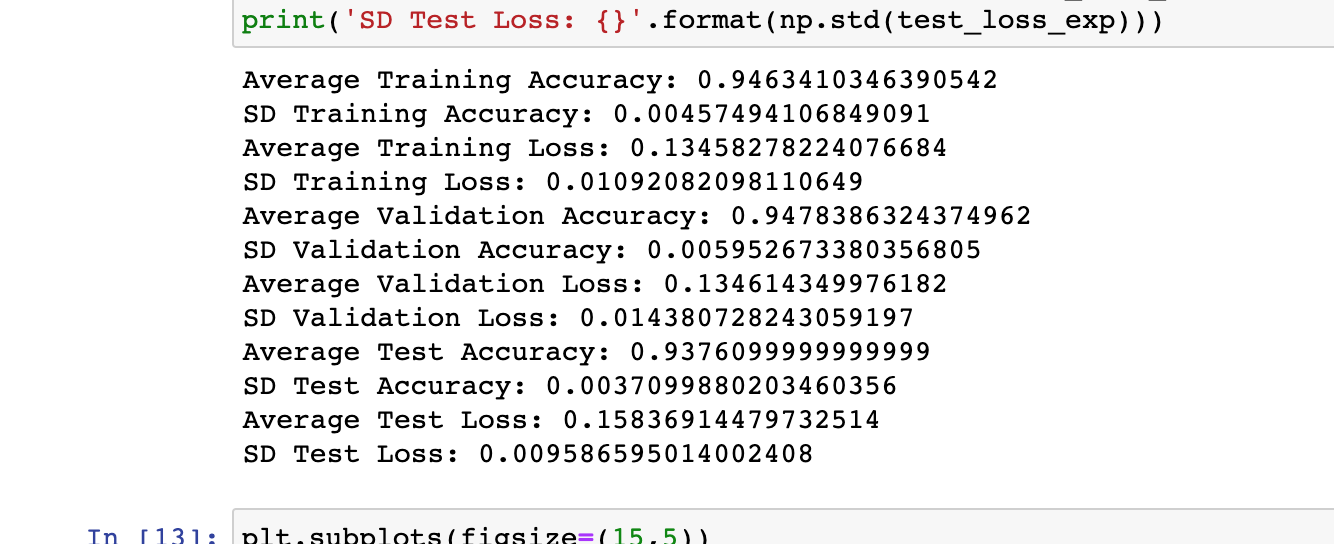 print('SD Test Loss: {}'.format(np.std(test_loss_exp)))
Average Training Accuracy: 0.9463410346390542
SD Training Accuracy: 0.00457494106849091
Average Training Loss: 0.13458278224076684
SD Training Loss: 0.01092082098110649
Average Validation Accuracy: 0.9478386324374962
SD Validation Accuracy: 0.005952673380356805
Average Validation Loss: 0.134614349976182
SD Validation Loss: 0.014380728243059197
Average Test Accuracy: 0.9376099999999999
SD Test Accuracy: 0.0037099880203460356
Average Test Loss: 0.15836914479732514
SD Test Loss: 0.009586595014002408
In [13]: plt.subplots(figsize=(15,5))